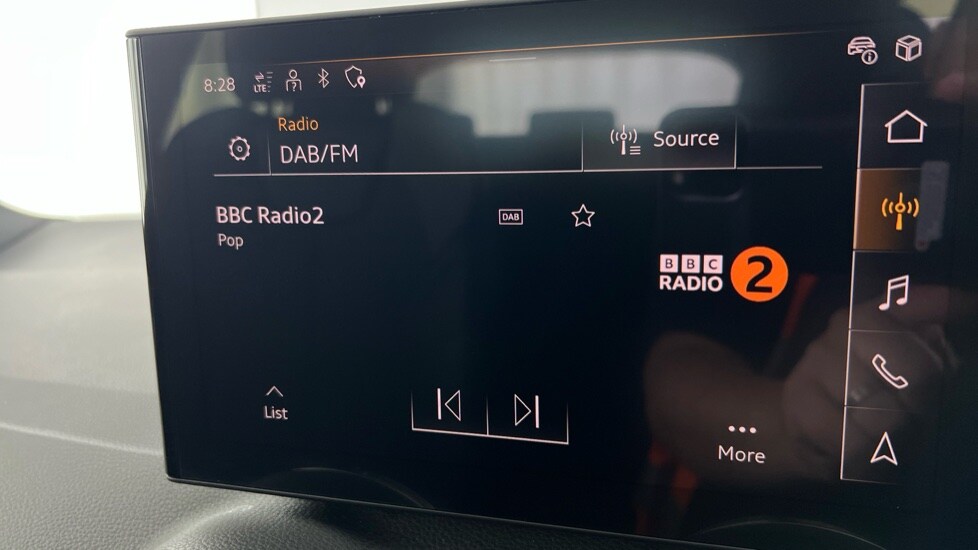 8:28
LTE
?
i
Radio
DAB/FM
Source
BBC Radio2
DAB
Pop
BBC
RADIO
2
List
More